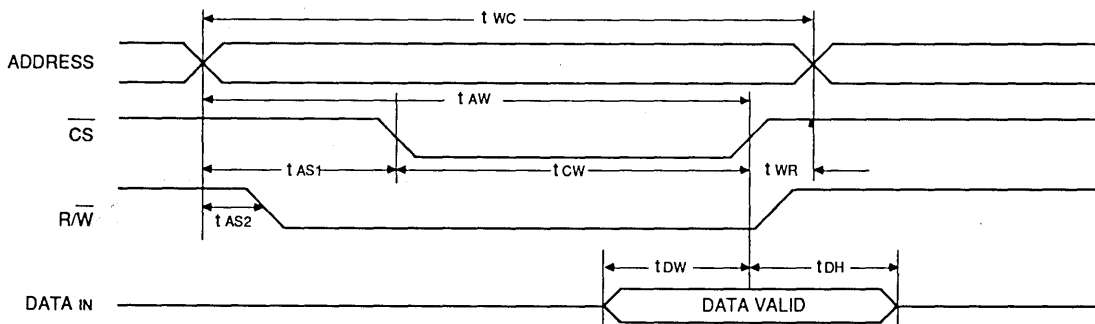 t WC
ADDRESS
t AW
CS
t AS1
t CW
t WR
R/W
t AS2
t DW
t DH
DATA IN
DATA VALID